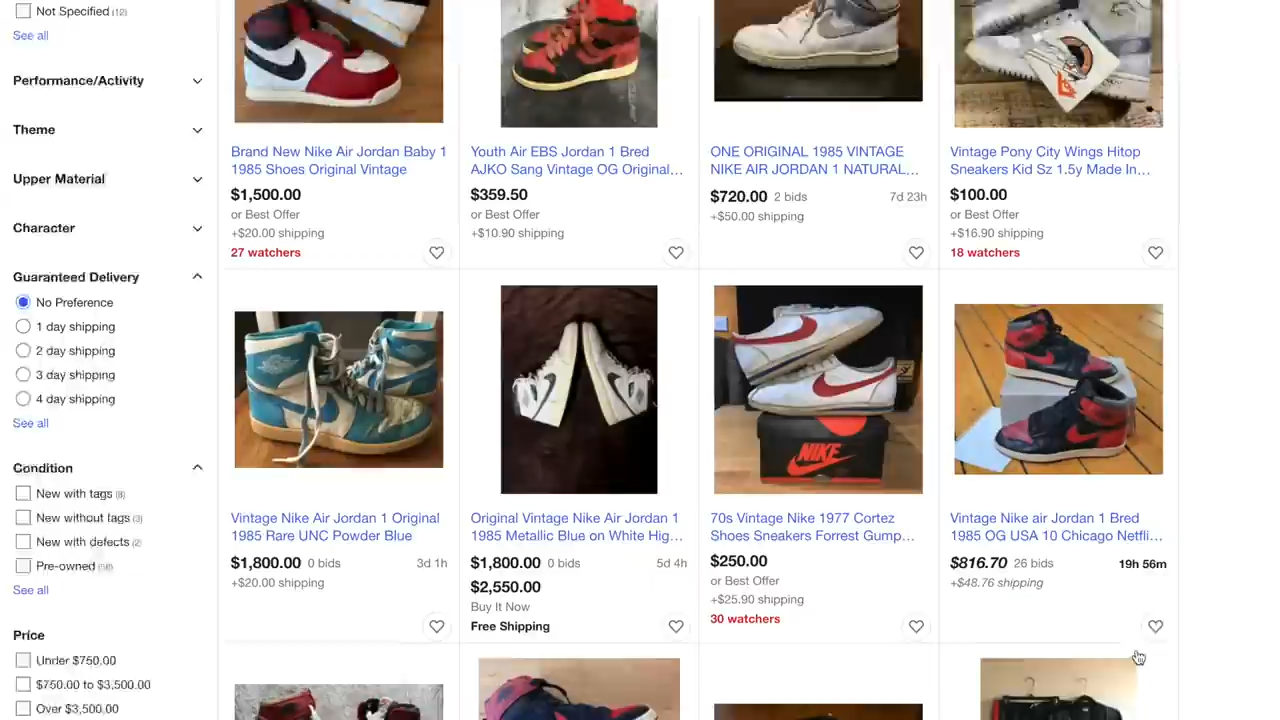 Not Specified (12)
See all
Performance/Activity
Theme
Upper Material
Character
Guaranteed Delivery
No Preference
1 day shipping
2 day shipping
3 day shipping
4 day shipping
See all
Condition
New with tags (8)
New without tags (3)
New with defects (2)
Pre-owned
See all
Price
Under $750.00
$750.00 to $3,500.00
Over $3,500.00
Brand New Nike Air Jordan Baby 1
1985 Shoes Original Vintage
$1,500.00
or Best Offer
+$20.00 shipping
27 watchers
Youth Air EBS Jordan 1 Bred
AJKO Sang Vintage OG Original...
$359.50
or Best Offer
+$10.90 shipping
ONE ORIGINAL 1985 VINTAGE
NIKE AIR JORDAN 1 NATURAL...
$720.00 2 bids 7d 23h
+$50.00 shipping
Vintage Pony City Wings Hitop
Sneakers Kid Sz 1.5y Made In...
$100.00
or Best Offer
+$16.90 shipping
18 watchers
Vintage Nike Air Jordan 1 Original
1985 Rare UNC Powder Blue
$1,800.00 0 bids 3d 1h
+$20.00 shipping
Original Vintage Nike Air Jordan 1
1985 Metallic Blue on White Hig...
$1,800.00 0 bids 5d 4h
$2,550.00
Buy It Now
Free Shipping
NIKE
70s Vintage Nike 1977 Cortez
Shoes Sneakers Forrest Gump...
$250.00
or Best Offer
+$25.90 shipping
30 watchers
Vintage Nike air Jordan 1 Bred
1985 OG USA 10 Chicago Netfli...
$816.70 26 bids 19h 56m
+$48.76 shipping